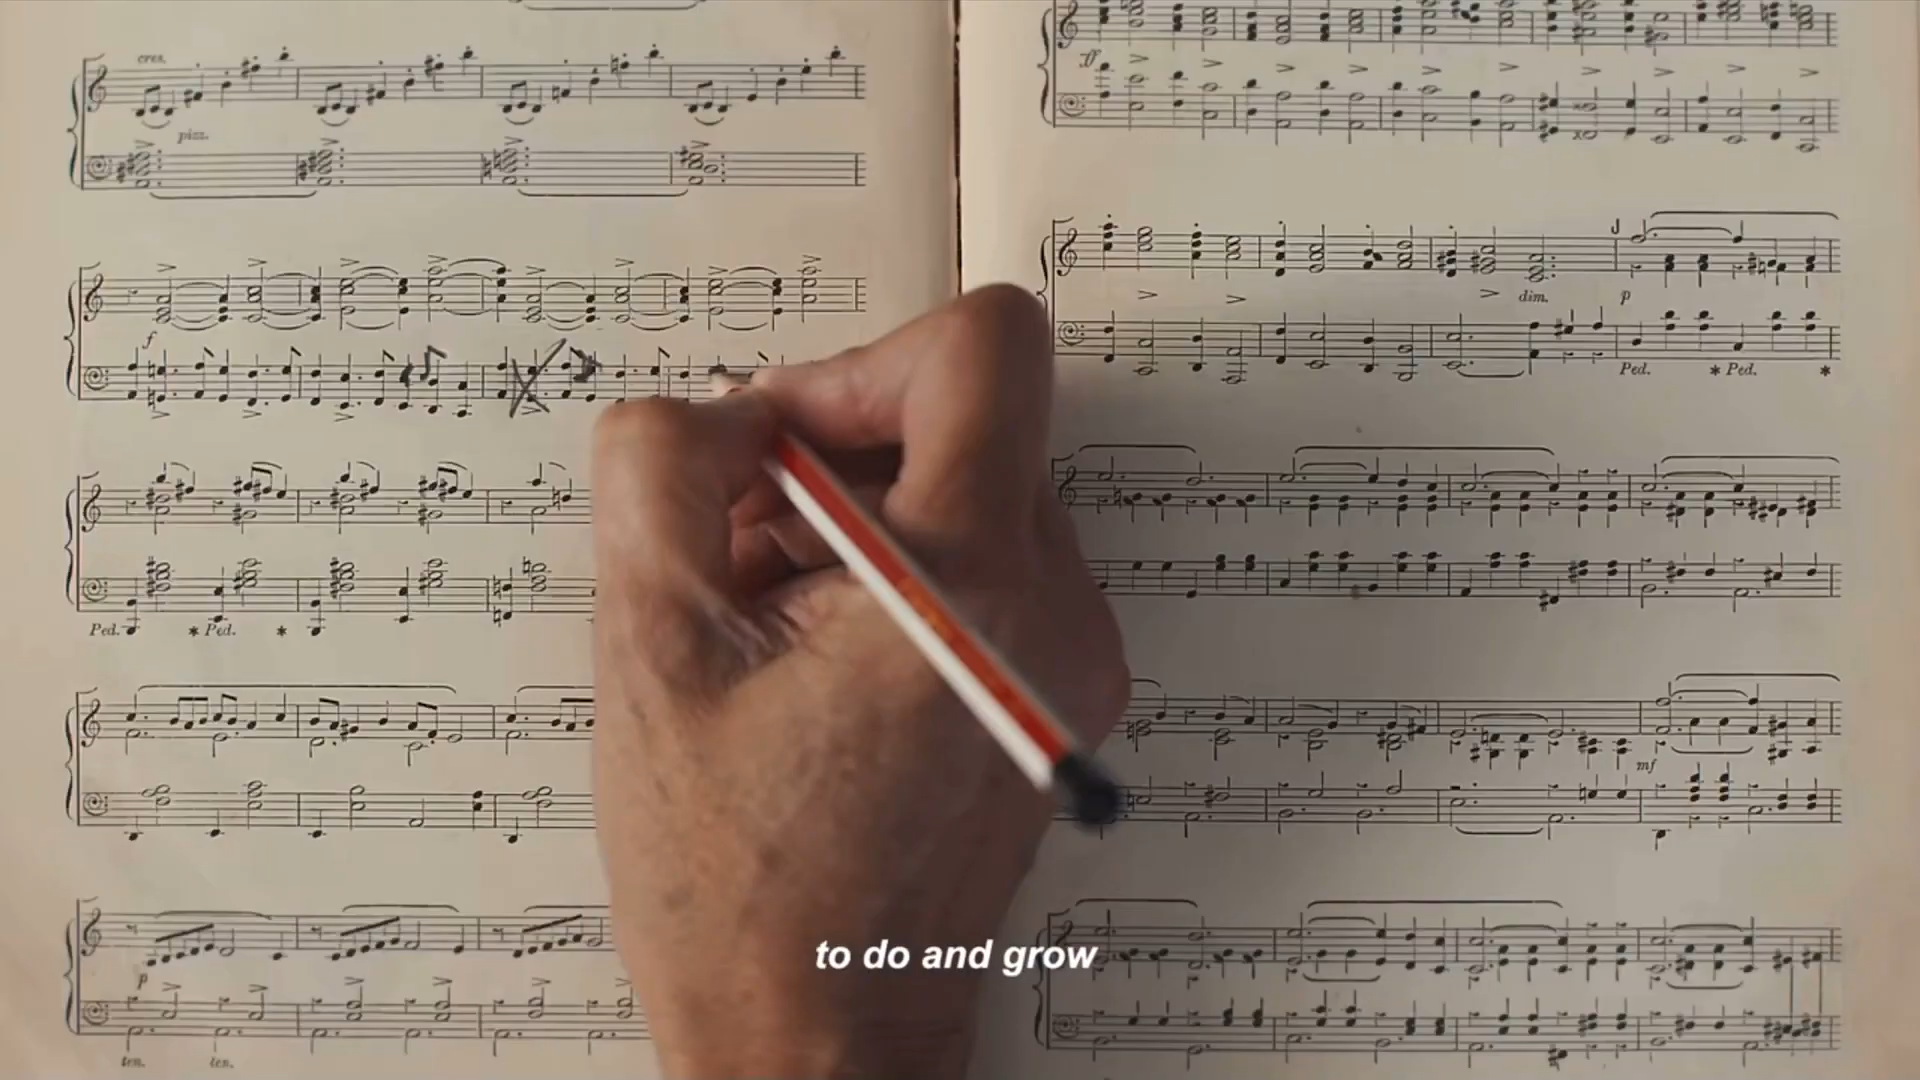 cres.
pizz.
ff
f
J
dim.
p
Ped. * Ped. *
Ped. * Ped. *
mf
p
ten. ten.
to do and grow